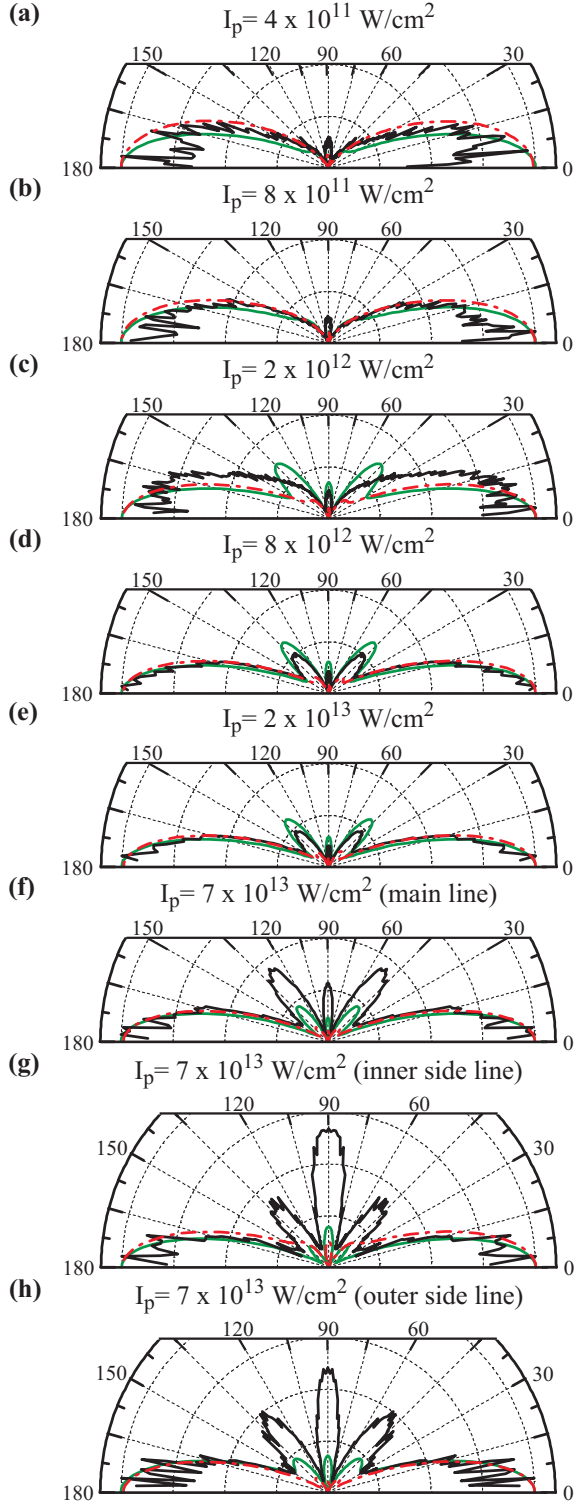 (a) I_p= 4 x 10^11 W/cm^2
150 120 90 60 30
180 0
(b) I_p= 8 x 10^11 W/cm^2
150 120 90 60 30
180 0
(c) I_p= 2 x 10^12 W/cm^2
150 120 90 60 30
180 0
(d) I_p= 8 x 10^12 W/cm^2
150 120 90 60 30
180 0
(e) I_p= 2 x 10^13 W/cm^2
150 120 90 60 30
180 0
(f) I_p= 7 x 10^13 W/cm^2 (main line)
150 120 90 60 30
180 0
(g) I_p= 7 x 10^13 W/cm^2 (inner side line)
120 90 60
150 30
180 0
(h) I_p= 7 x 10^13 W/cm^2 (outer side line)
120 90 60
150 30
180 0